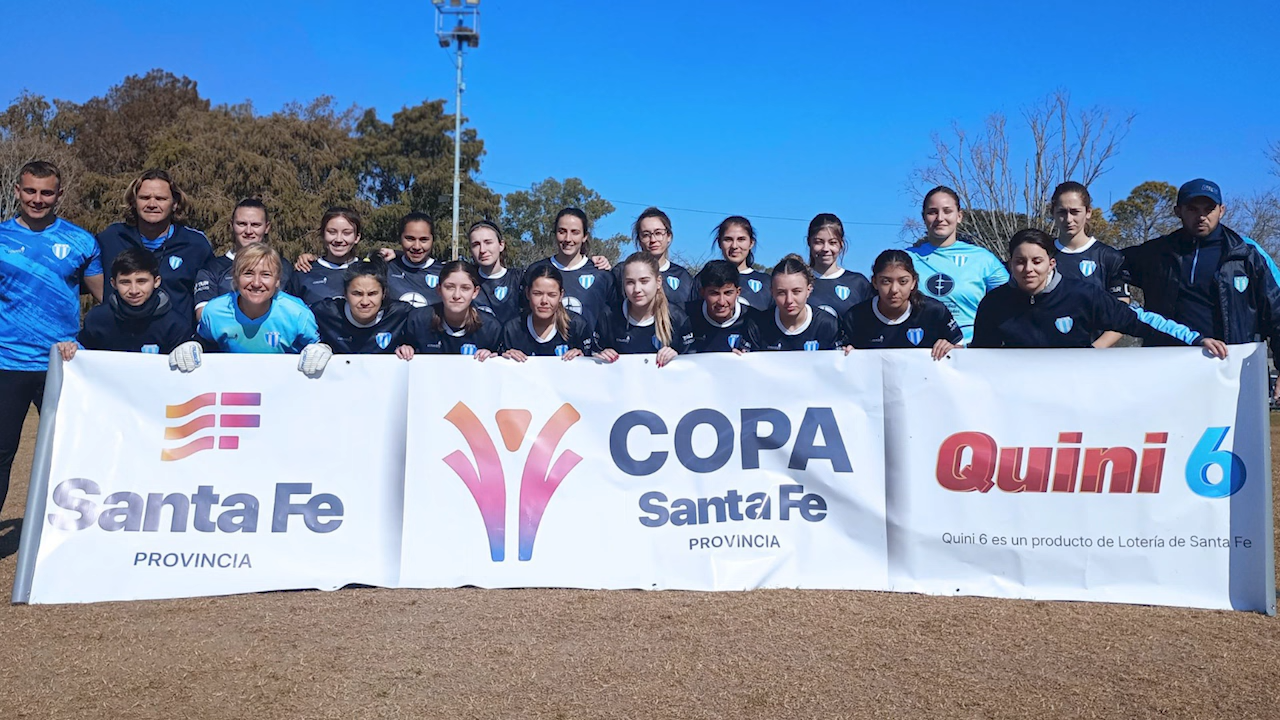 Santa Fe
PROVINCIA
COPA
Santa Fe
PROVINCIA
Quini 6
Quini 6 es un producto de Lotería de Santa Fe